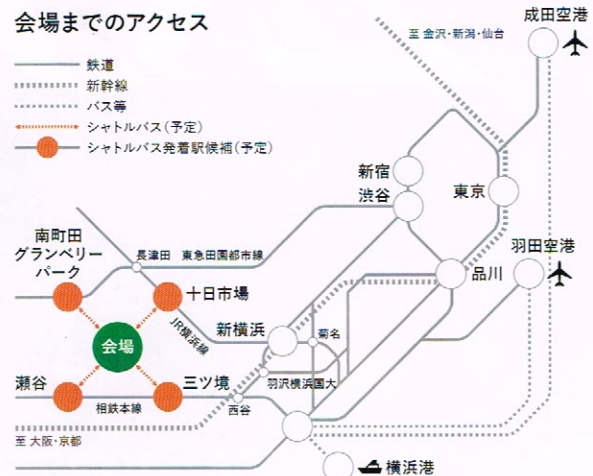 会場までのアクセス
鉄道
新幹線
バス等
シャトルバス(予定)
シャトルバス発着駅候補(予定)
至 金沢・新潟・仙台
成田空港
新宿
渋谷
東京
羽田空港
品川
南町田
グランベリー
パーク
長津田
東急田園都市線
十日市場
JR横浜線
新横浜
菊名
会場
羽沢横浜国大
瀬谷
三ツ境
相鉄本線
西谷
至 大阪・京都
横浜港